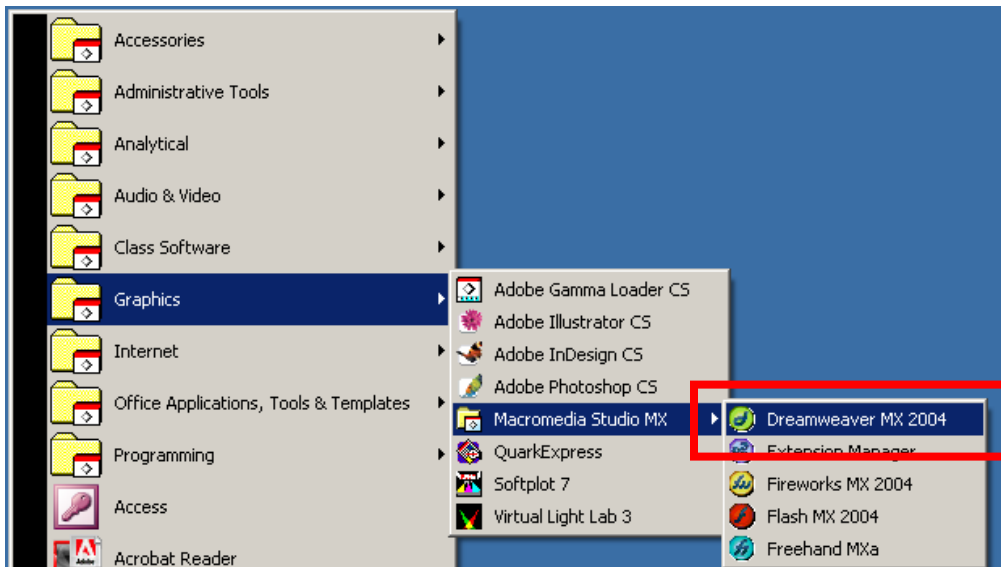 Accessories
Administrative Tools
Analytical
Audio & Video
Class Software
Graphics
Internet
Office Applications, Tools & Templates
Programming
Access
Acrobat Reader
Adobe Gamma Loader CS
Adobe Illustrator CS
Adobe InDesign CS
Adobe Photoshop CS
Macromedia Studio MX
QuarkExpress
Softplot 7
Virtual Light Lab 3
Dreamweaver MX 2004
Extension Manager
Fireworks MX 2004
Flash MX 2004
Freehand MXa